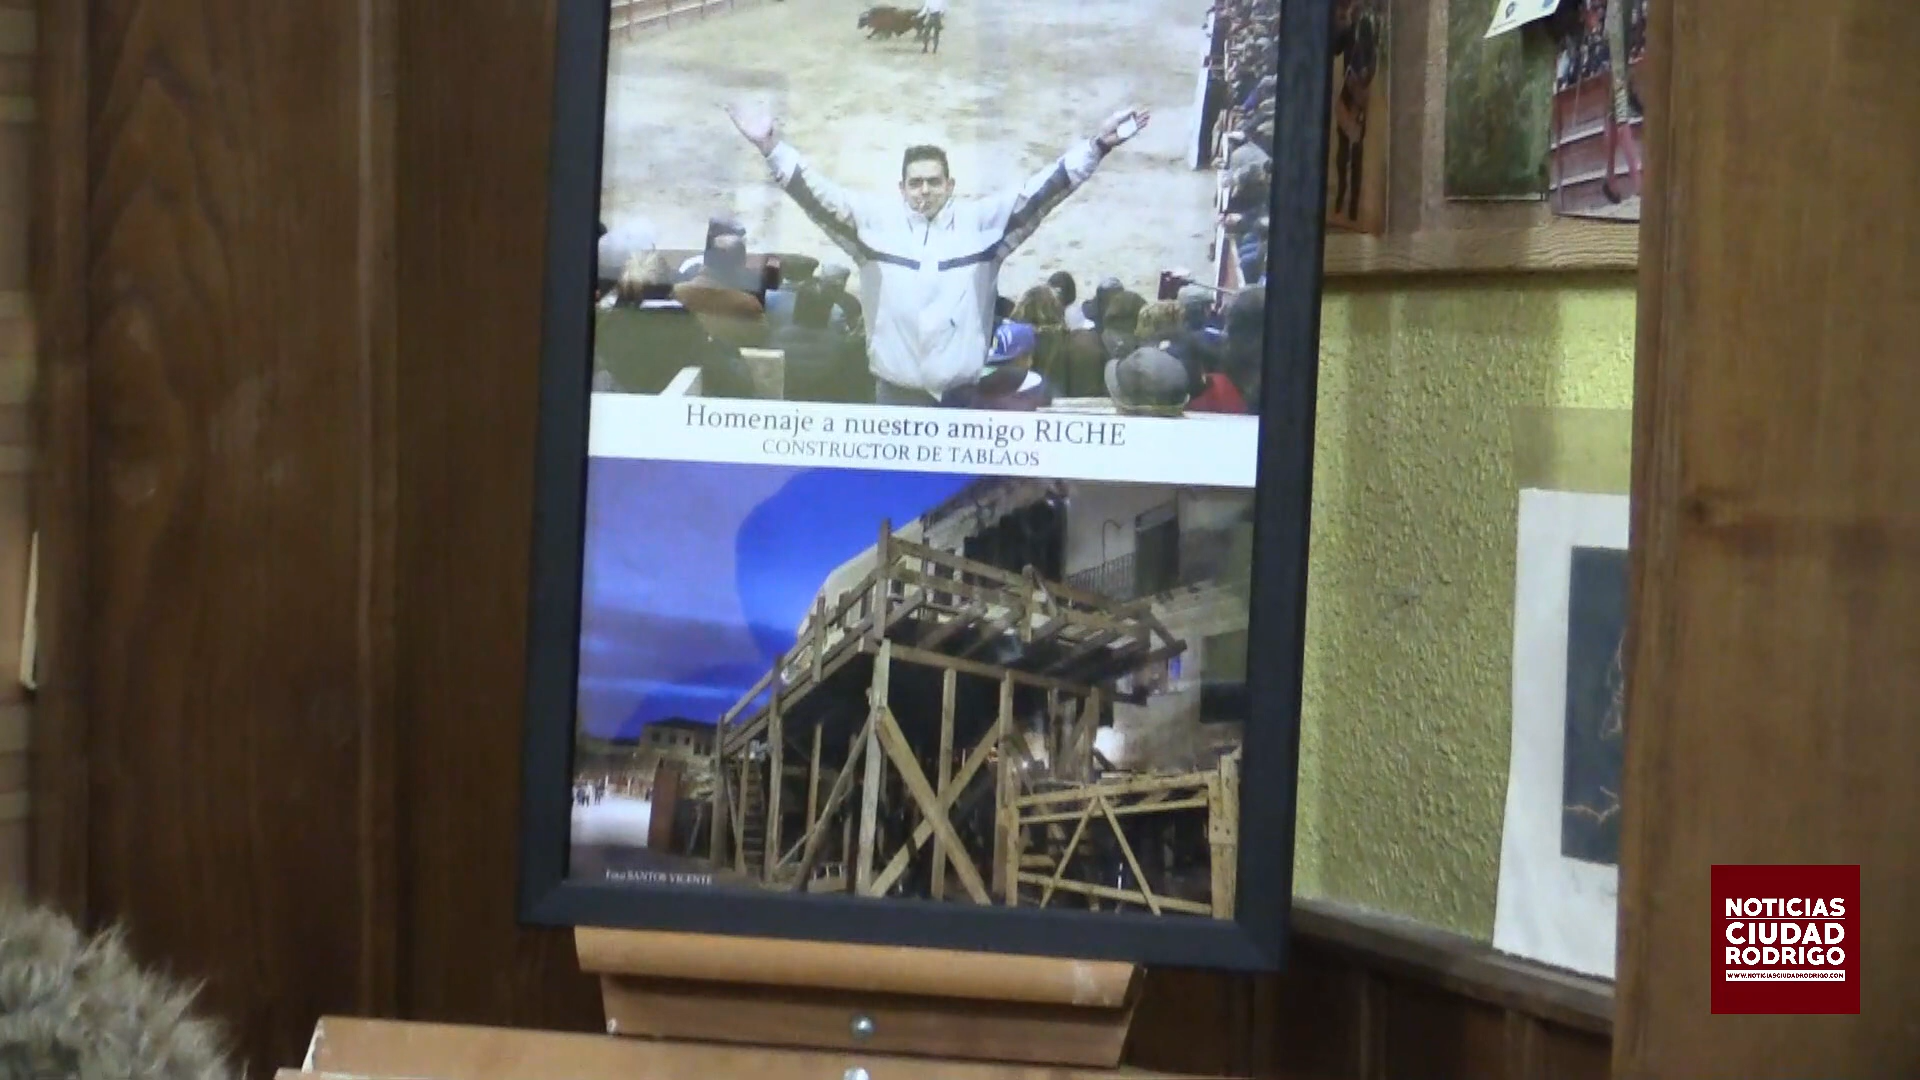 Homenaje a nuestro amigo RICHE
CONSTRUCTOR DE TABLAOS
Foto SANTOS VICENTE
NOTICIAS
CIUDAD
RODRIGO
WWW.NOTICIASCIUDADRODRIGO.COM